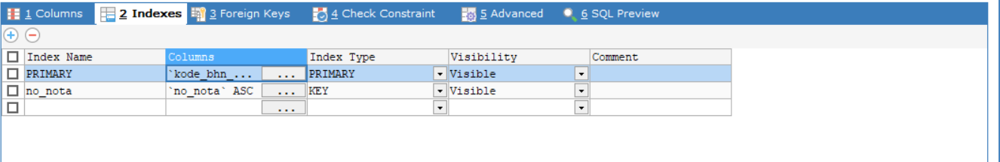 1 Columns 2 Indexes 3 Foreign Keys 4 Check Constraint 5 Advanced 6 SQL Preview
Index Name Columns Index Type Visibility Comment
PRIMARY `kode_bhn_... ... PRIMARY Visible
no_nota `no_nota` ASC ... KEY Visible
...